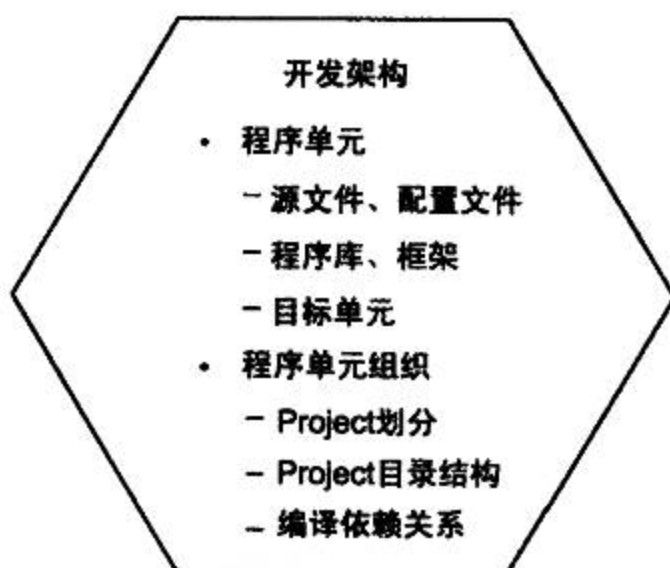 开发架构
• 程序单元
– 源文件、配置文件
– 程序库、框架
– 目标单元
• 程序单元组织
– Project划分
– Project目录结构
– 编译依赖关系